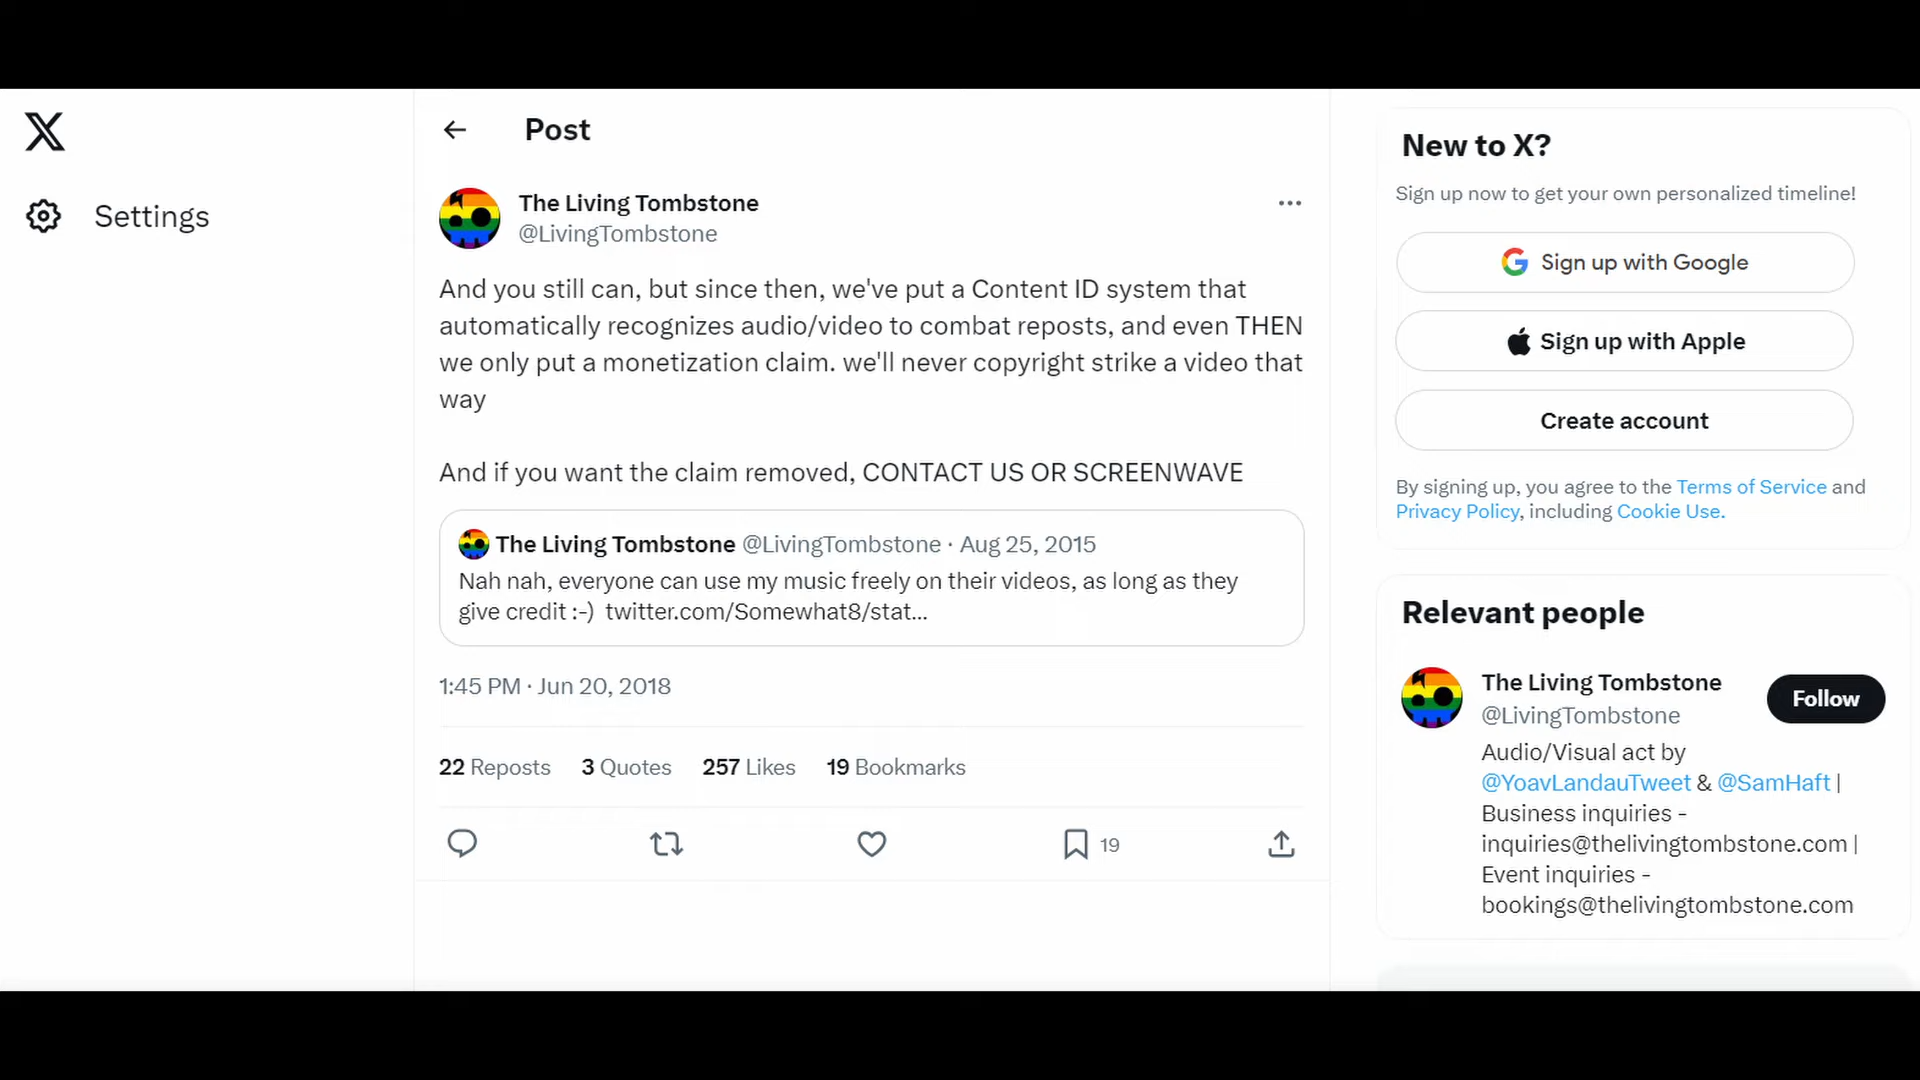 Settings
Post
The Living Tombstone
@LivingTombstone
And you still can, but since then, we've put a Content ID system that
automatically recognizes audio/video to combat reposts, and even THEN
we only put a monetization claim. we'll never copyright strike a video that
way
And if you want the claim removed, CONTACT US OR SCREENWAVE
The Living Tombstone @LivingTombstone · Aug 25, 2015
Nah nah, everyone can use my music freely on their videos, as long as they
give credit :-) twitter.com/Somewhat8/stat...
1:45 PM · Jun 20, 2018
22 Reposts 3 Quotes 257 Likes 19 Bookmarks
19
New to X?
Sign up now to get your own personalized timeline!
Sign up with Google
Sign up with Apple
Create account
By signing up, you agree to the Terms of Service and
Privacy Policy, including Cookie Use.
Relevant people
The Living Tombstone
@LivingTombstone
Follow
Audio/Visual act by
@YoavLandauTweet & @SamHaft |
Business inquiries -
inquiries@thelivingtombstone.com |
Event inquiries -
bookings@thelivingtombstone.com